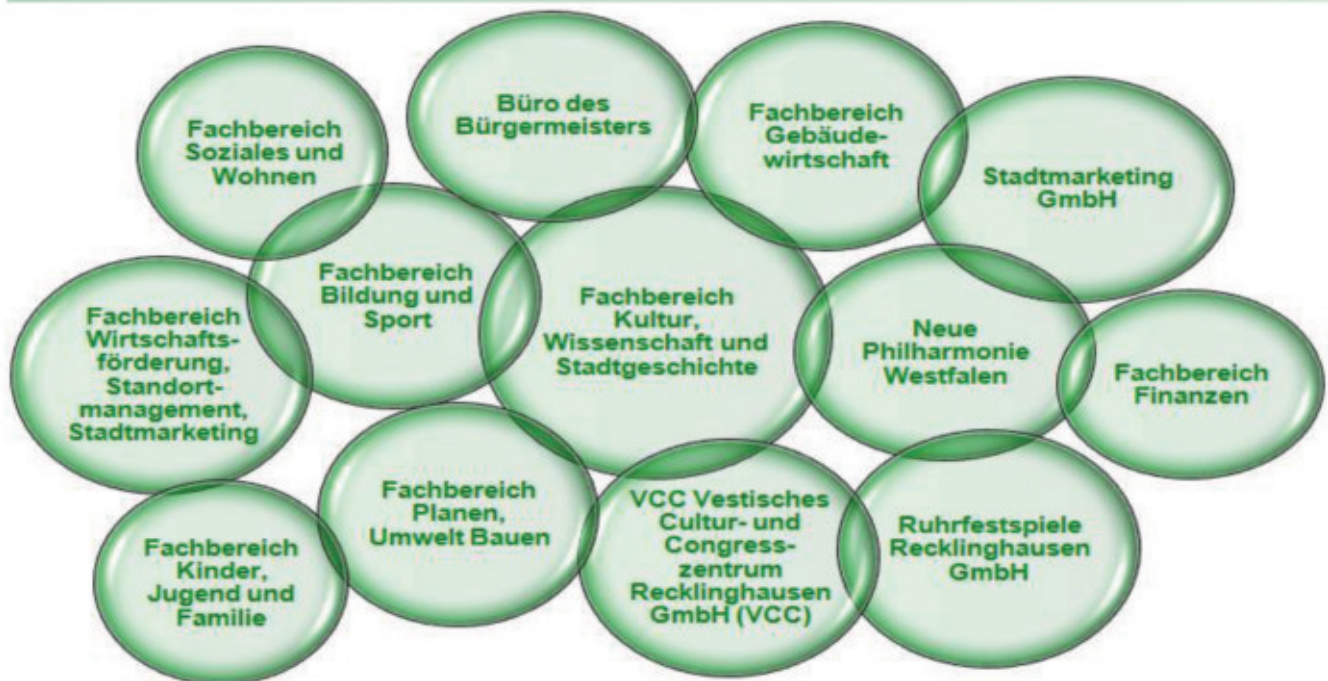 Fachbereich
Soziales und
Wohnen
Büro des
Bürgermeisters
Fachbereich
Gebäude-
wirtschaft
Stadtmarketing
GmbH
Fachbereich
Bildung und
Sport
Fachbereich
Kultur,
Wissenschaft und
Stadtgeschichte
Neue
Philharmonie
Westfalen
Fachbereich
Finanzen
Fachbereich
Wirtschafts-
förderung,
Standort-
management,
Stadtmarketing
Fachbereich
Kinder,
Jugend und
Familie
Fachbereich
Planen,
Umwelt Bauen
VCC Vestisches
Cultur- und
Congress-
zentrum
Recklinghausen
GmbH (VCC)
Ruhrfestspiele
Recklinghausen
GmbH